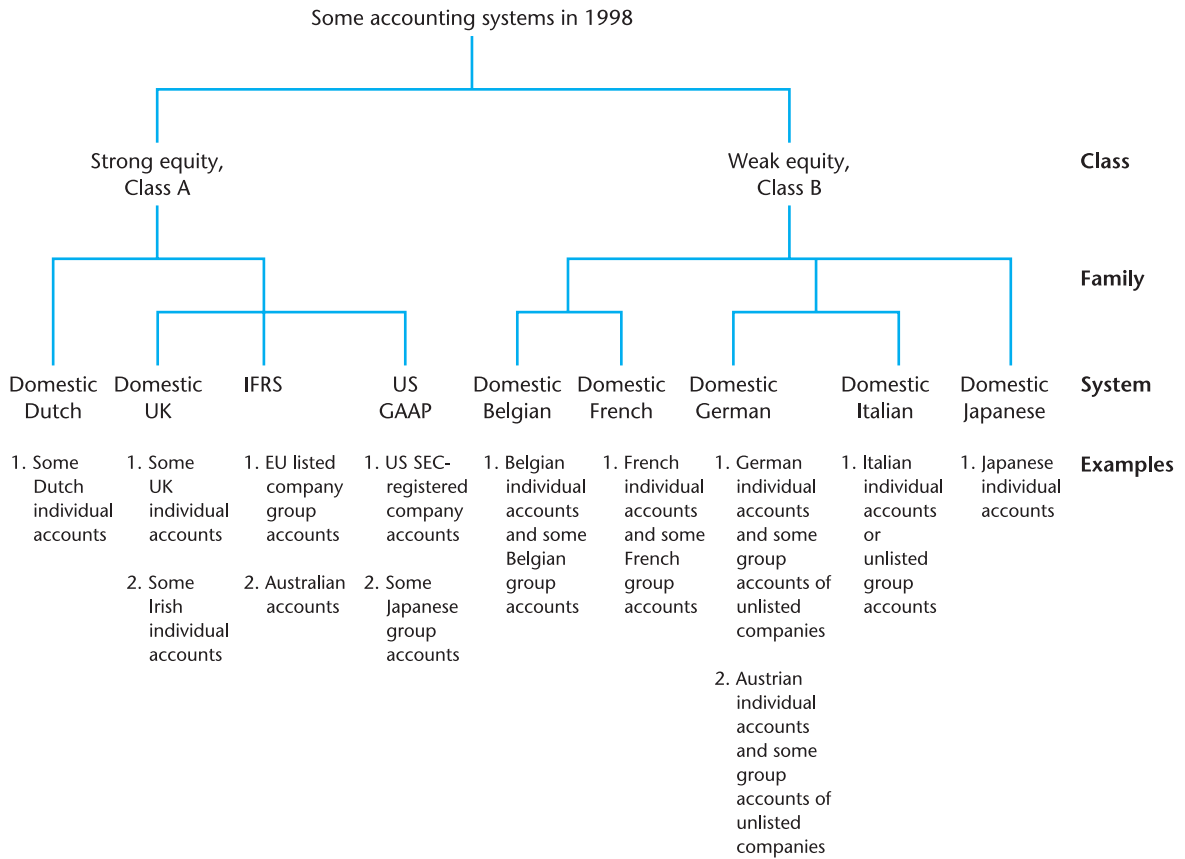 Some accounting systems in 1998
Strong equity,
Class A
Weak equity,
Class B
Class
Family
Domestic
Dutch
Domestic
UK
IFRS
US
GAAP
Domestic
Belgian
Domestic
French
Domestic
German
Domestic
Italian
Domestic
Japanese
System
1. Some
Dutch
individual
accounts
1. Some
UK
individual
accounts
2. Some
Irish
individual
accounts
1. EU listed
company
group
accounts
2. Australian
accounts
1. US SEC-
registered
company
accounts
2. Some
Japanese
group
accounts
1. Belgian
individual
accounts
and some
Belgian
group
accounts
1. French
individual
accounts
and some
French
group
accounts
1. German
individual
accounts
and some
group
accounts of
unlisted
companies
2. Austrian
individual
accounts
and some
group
accounts of
unlisted
companies
1. Italian
individual
accounts
or
unlisted
group
accounts
1. Japanese
individual
accounts
Examples